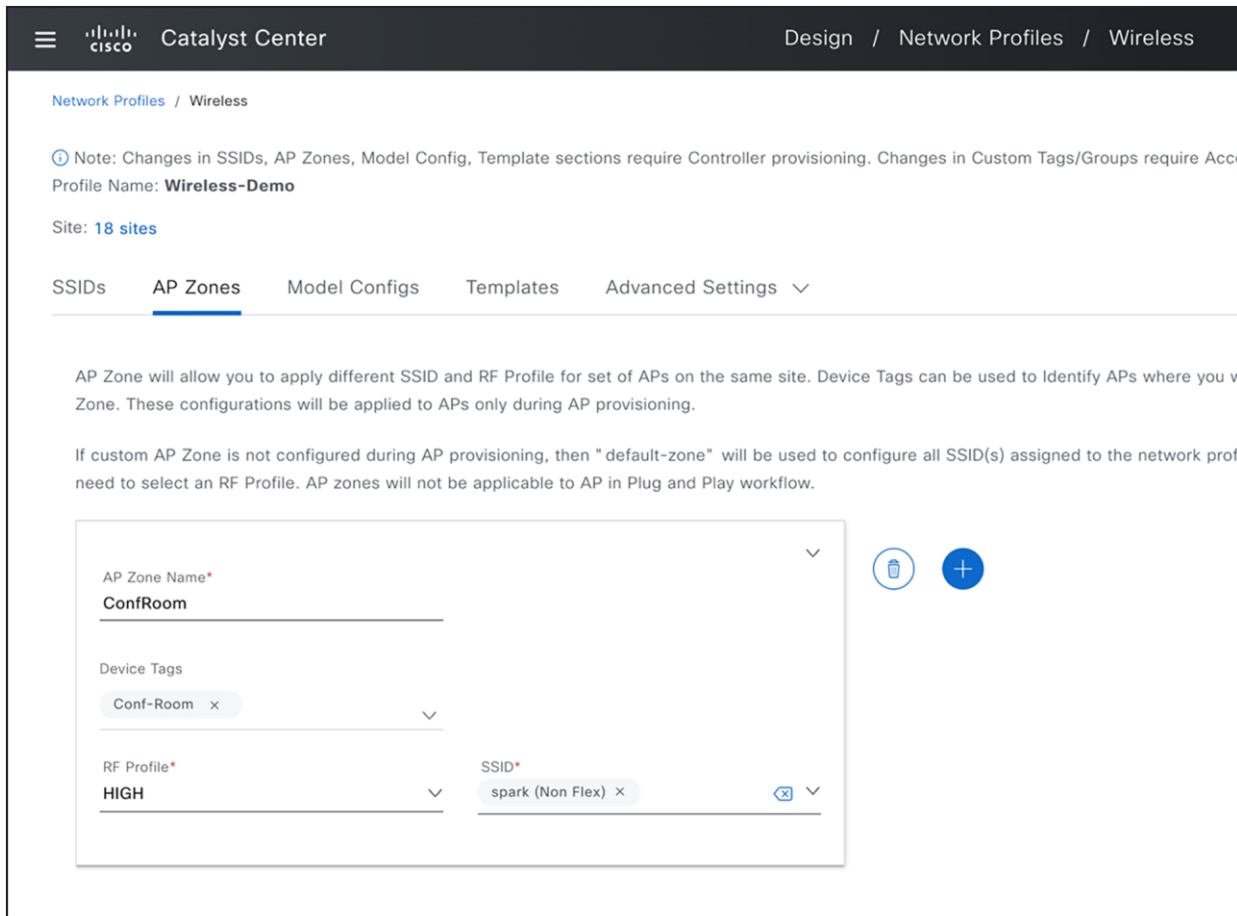 cisco Catalyst Center Design / Network Profiles / Wireless
Network Profiles / Wireless
Note: Changes in SSIDs, AP Zones, Model Config, Template sections require Controller provisioning. Changes in Custom Tags/Groups require
Profile Name: Wireless-Demo
Site: 18 sites
SSIDs AP Zones Model Configs Templates Advanced Settings
AP Zone will allow you to apply different SSID and RF Profile for set of APs on the same site. Device Tags can be used to Identify APs where you
Zone. These configurations will be applied to APs only during AP provisioning.
If custom AP Zone is not configured during AP provisioning, then "default-zone" will be used to configure all SSID(s) assigned to the network
need to select an RF Profile. AP zones will not be applicable to AP in Plug and Play workflow.
AP Zone Name*
ConfRoom
Device Tags
Conf-Room ×
RF Profile* SSID*
HIGH spark (Non Flex) ×